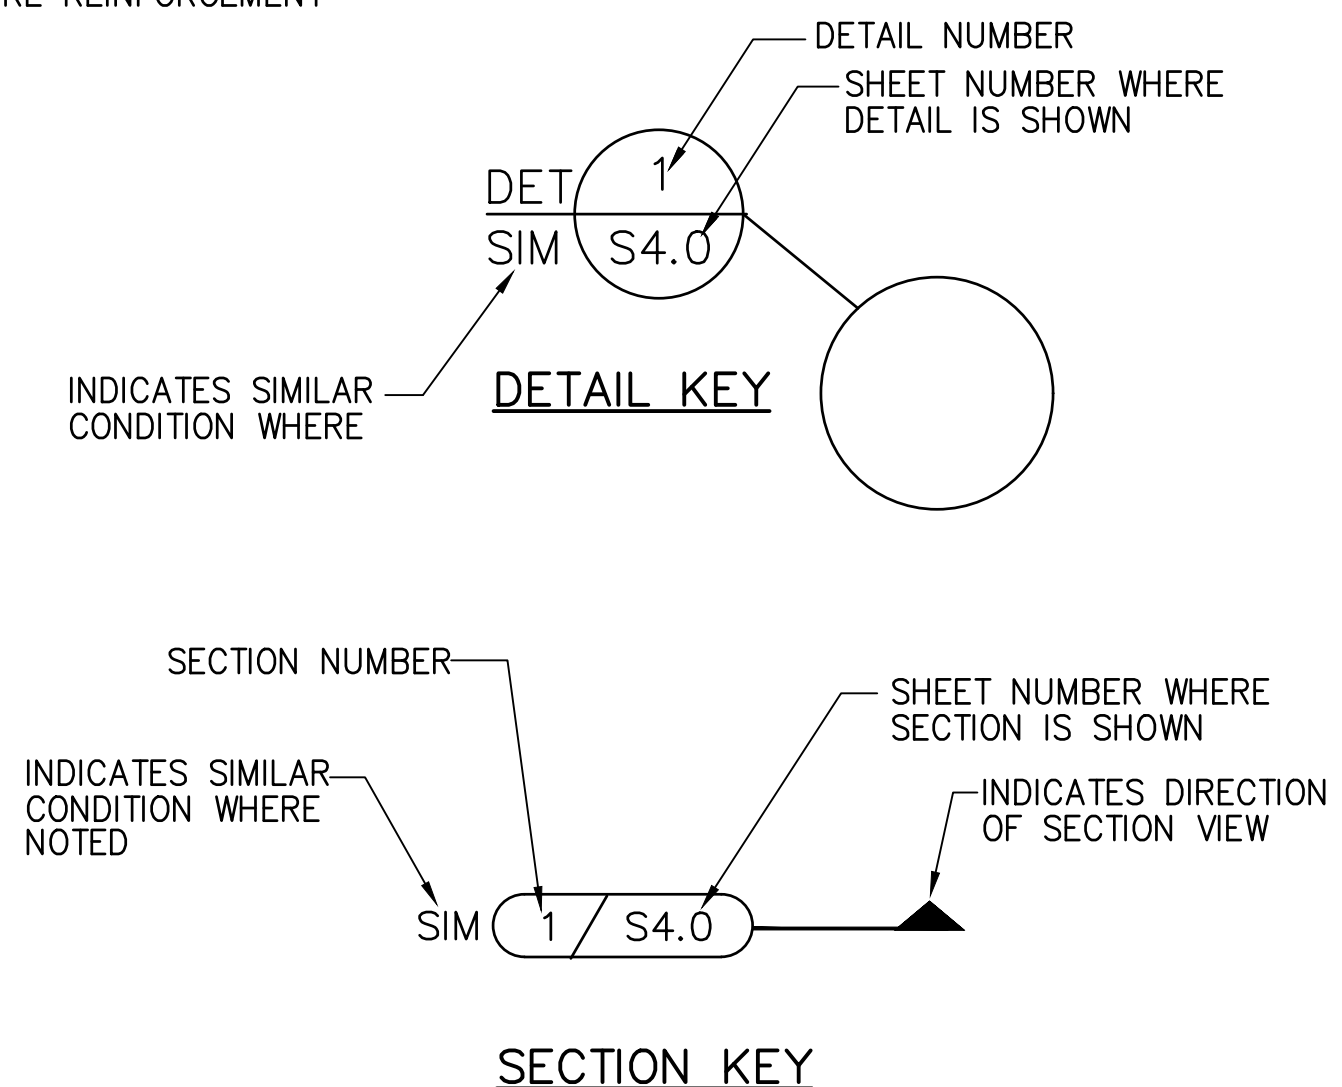 REINFORCEMENT
DETAIL NUMBER
SHEET NUMBER WHERE
DETAIL IS SHOWN
DET 1
SIM S4.0
INDICATES SIMILAR
CONDITION WHERE
DETAIL KEY
SECTION NUMBER
SHEET NUMBER WHERE
SECTION IS SHOWN
INDICATES SIMILAR
CONDITION WHERE
NOTED
INDICATES DIRECTION
OF SECTION VIEW
SIM 1 / S4.0
SECTION KEY